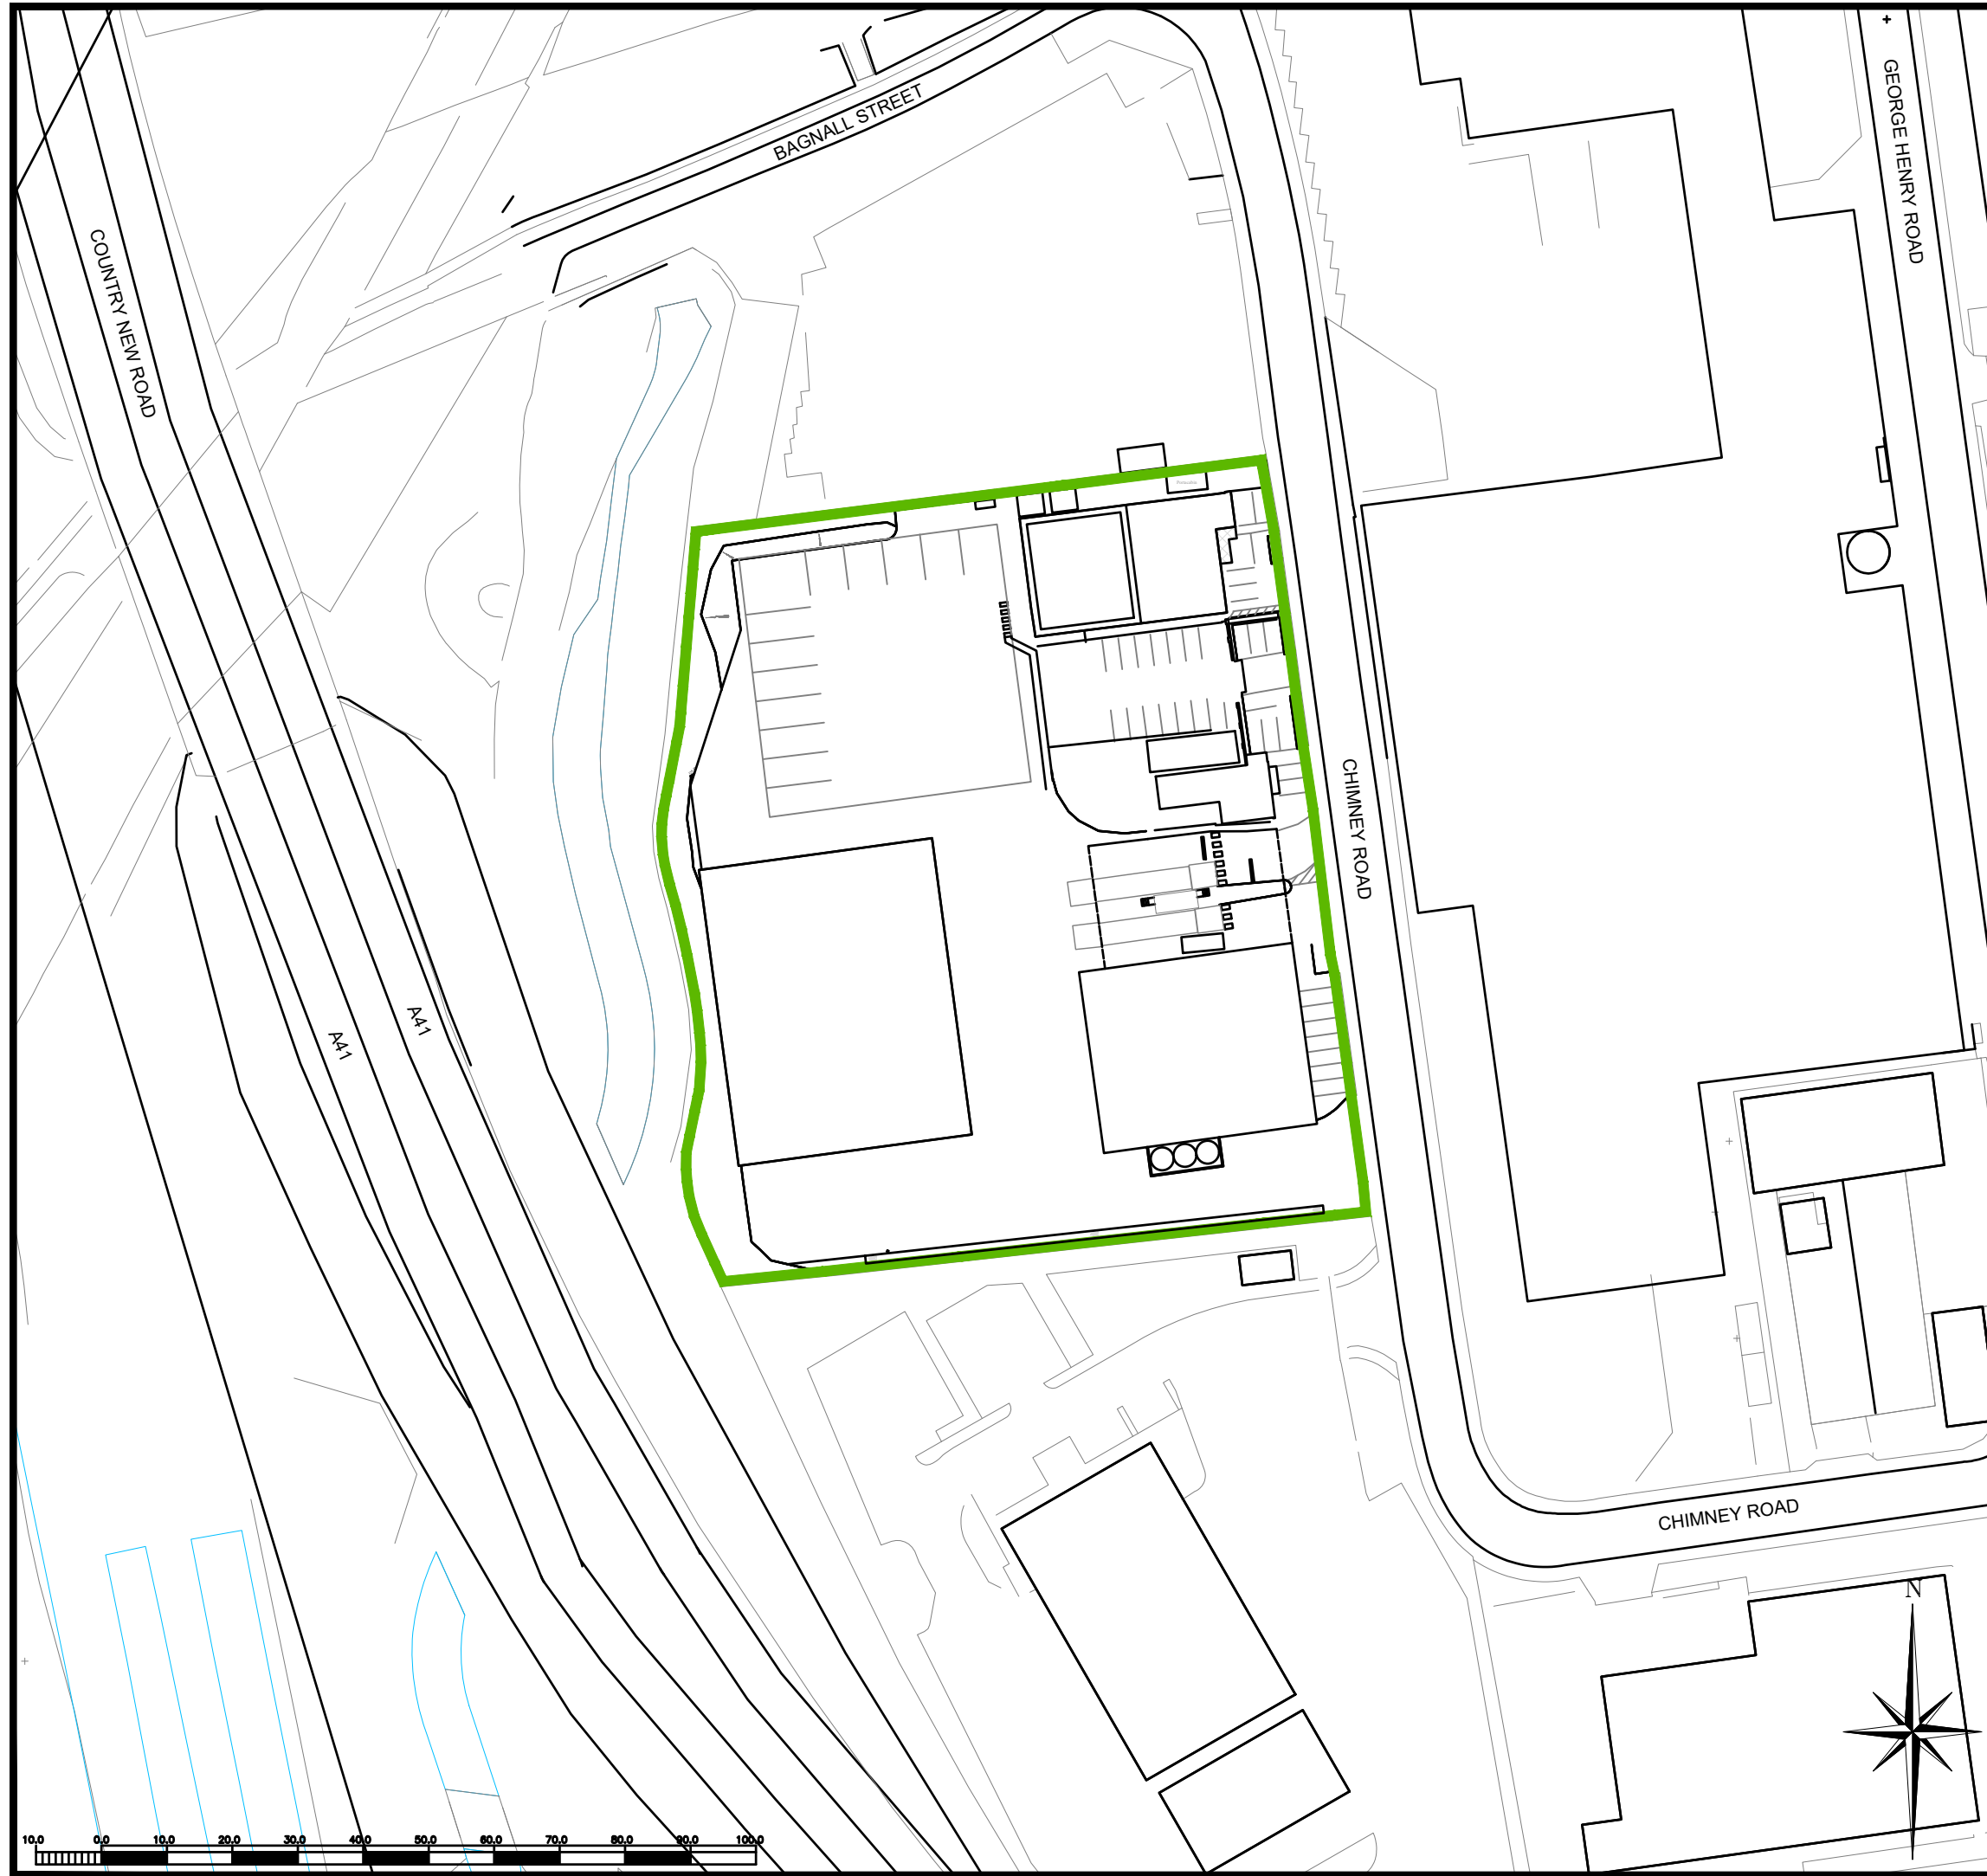 BAGNALL STREET
GEORGE HENRY ROAD
COUNTRY NEW ROAD
CHIMNEY ROAD
A41
A41
CHIMNEY ROAD
N
10.0 0.0 10.0 20.0 30.0 40.0 50.0 60.0 70.0 80.0 90.0 100.0